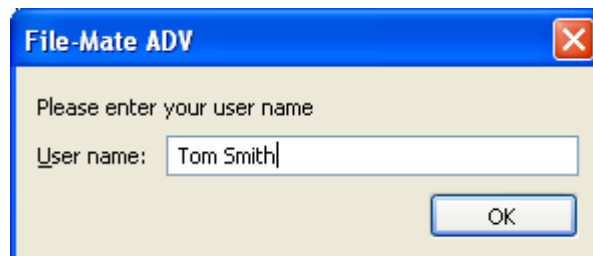 File-Mate ADV
Please enter your user name
User name: Tom Smith
OK